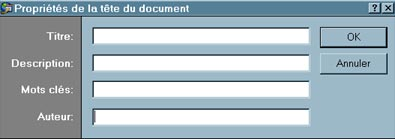 Propriétés de la tête du document
Titre:
OK
Description:
Annuler
Mots clés:
Auteur: